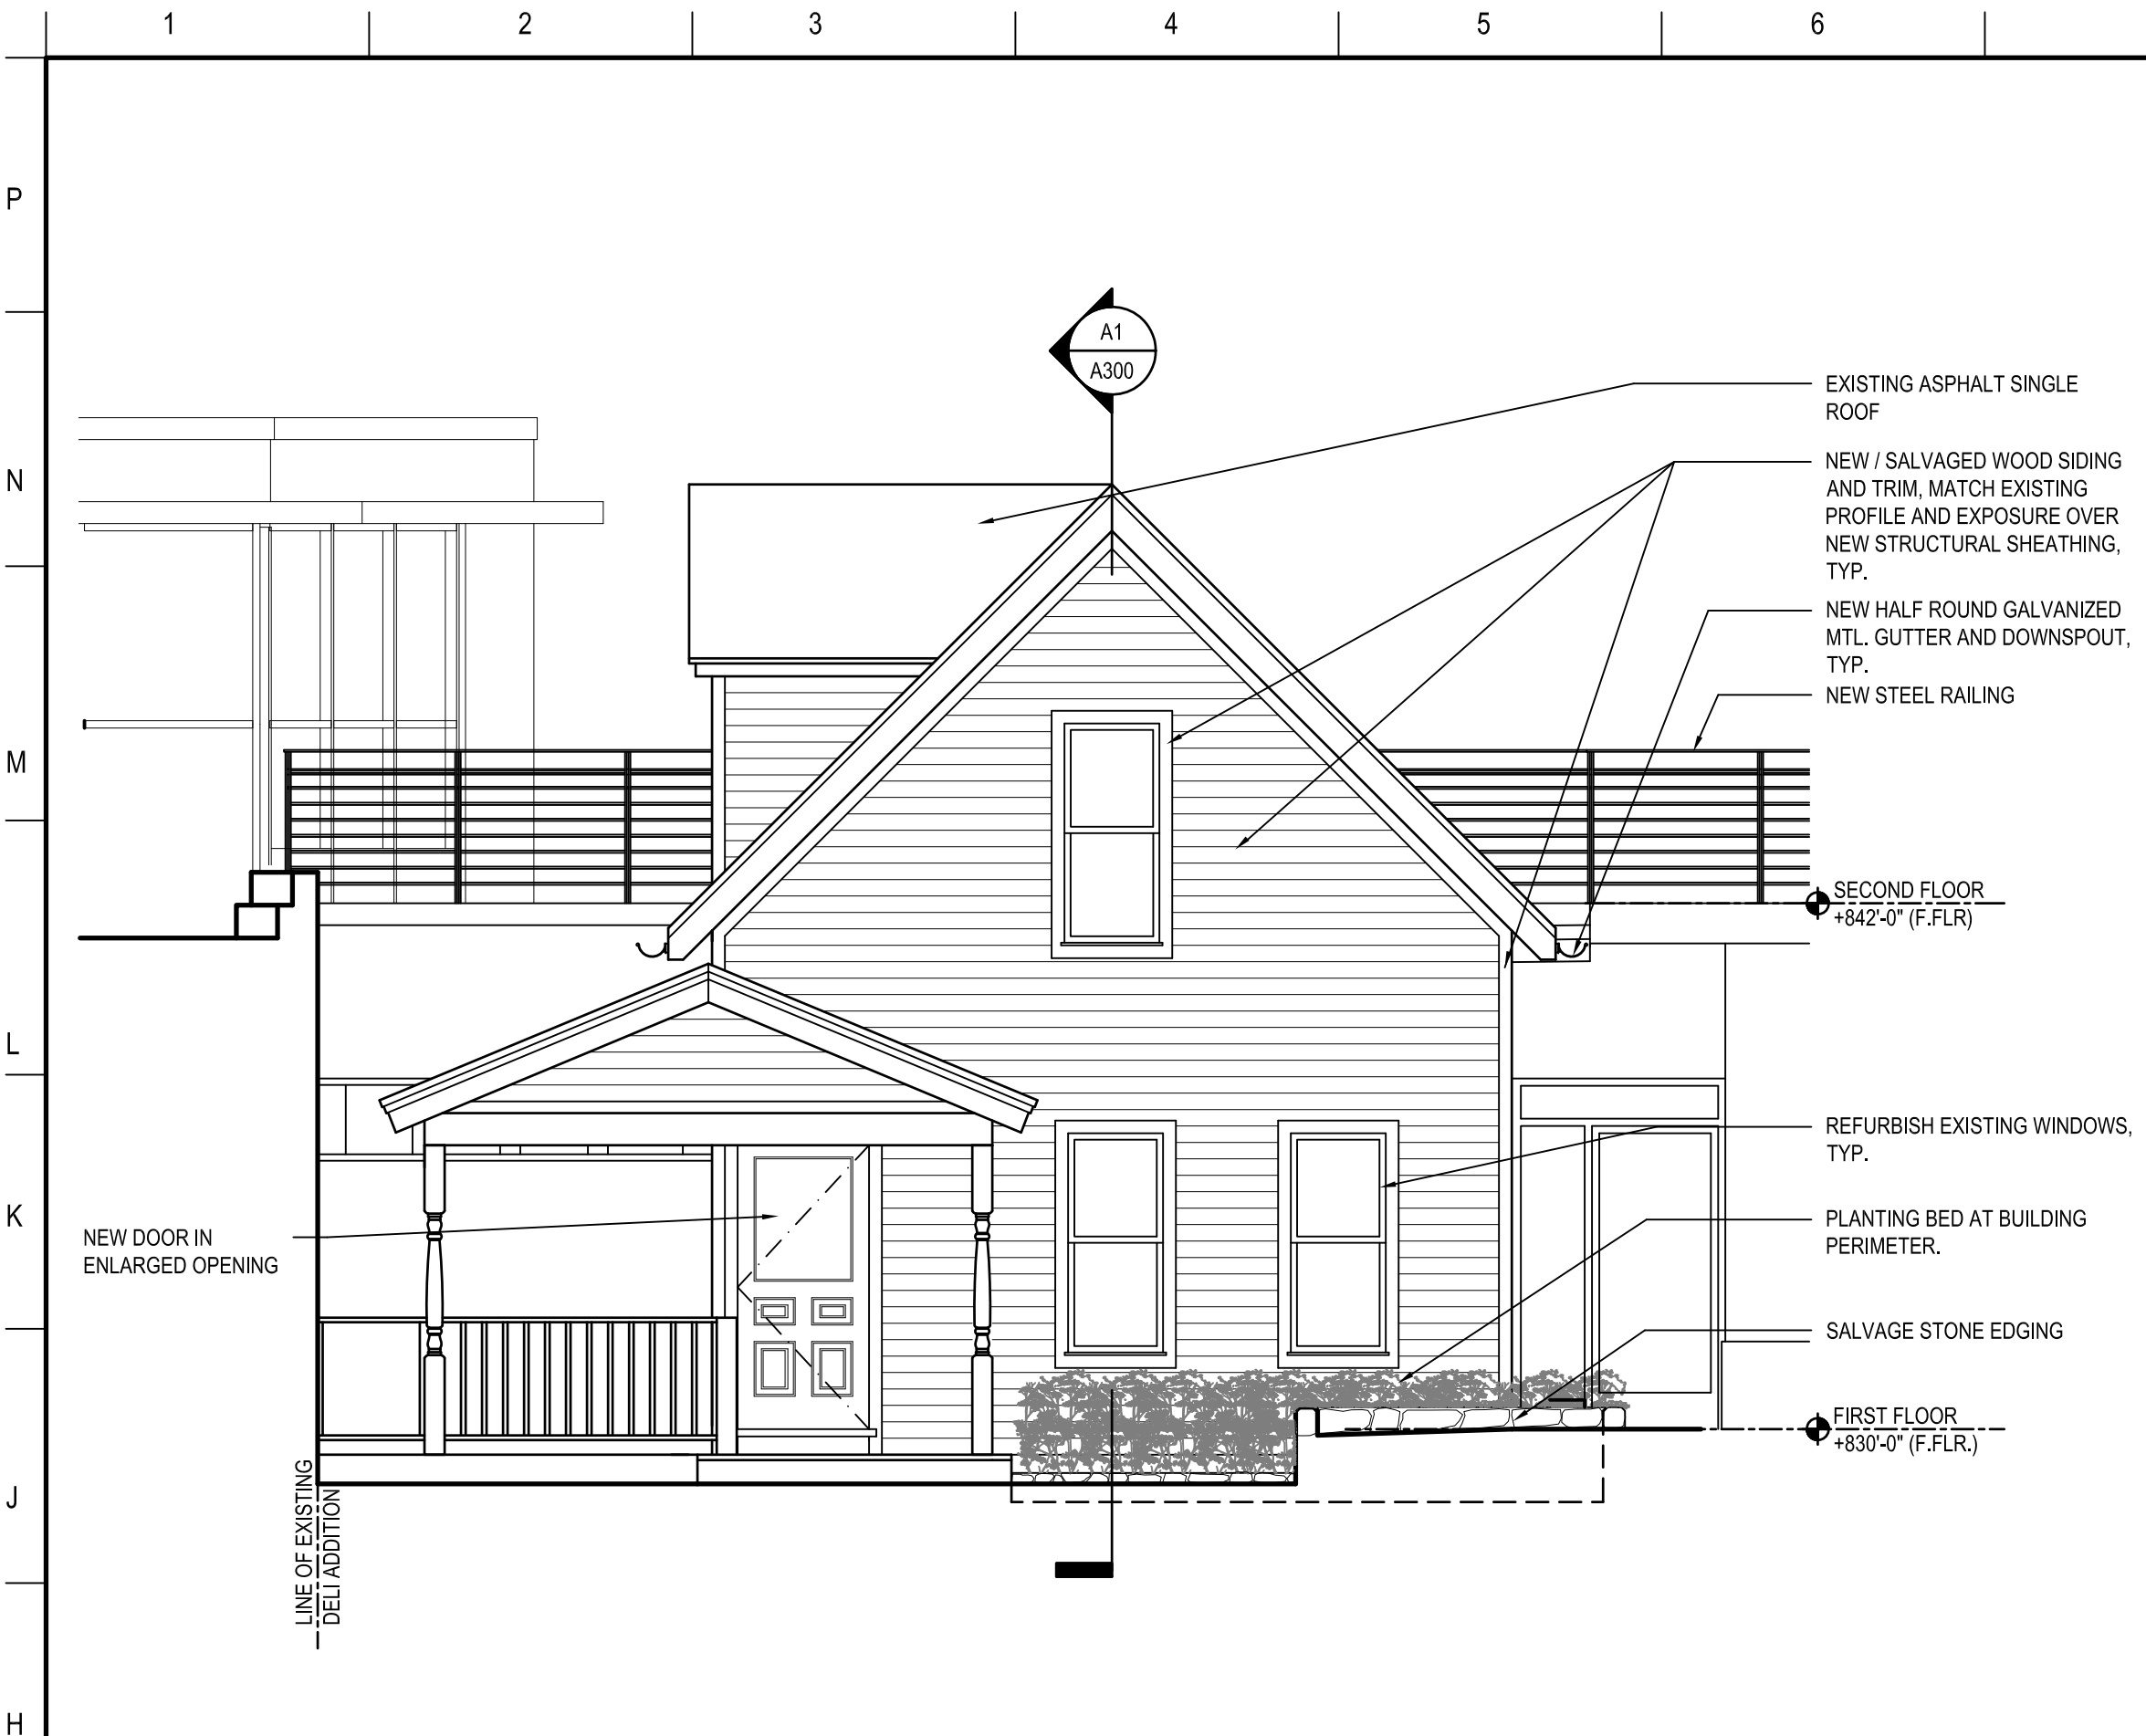 1 2 3 4 5 6
P
A1
A300
EXISTING ASPHALT SINGLE
ROOF
N
NEW / SALVAGED WOOD SIDING
AND TRIM, MATCH EXISTING
PROFILE AND EXPOSURE OVER
NEW STRUCTURAL SHEATHING,
TYP.
NEW HALF ROUND GALVANIZED
MTL. GUTTER AND DOWNSPOUT,
TYP.
NEW STEEL RAILING
M
SECOND FLOOR
+842'-0" (F.FLR)
L
REFURBISH EXISTING WINDOWS,
TYP.
K
PLANTING BED AT BUILDING
PERIMETER.
NEW DOOR IN
ENLARGED OPENING
SALVAGE STONE EDGING
FIRST FLOOR
+830'-0" (F.FLR.)
J
LINE OF EXISTING
DELI ADDITION
H